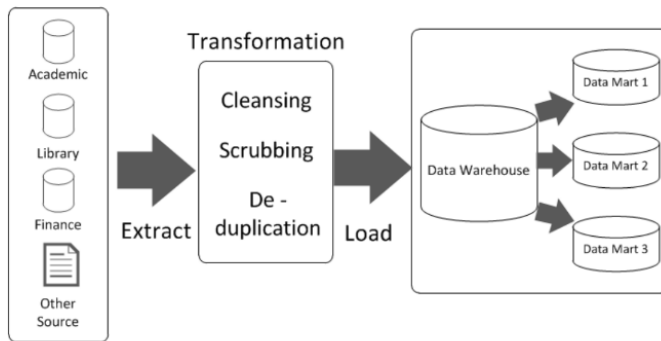 Academic
Library
Finance
Other
Source
Extract
Transformation
Cleansing
Scrubbing
De -
duplication
Load
Data Warehouse
Data Mart 1
Data Mart 2
Data Mart 3